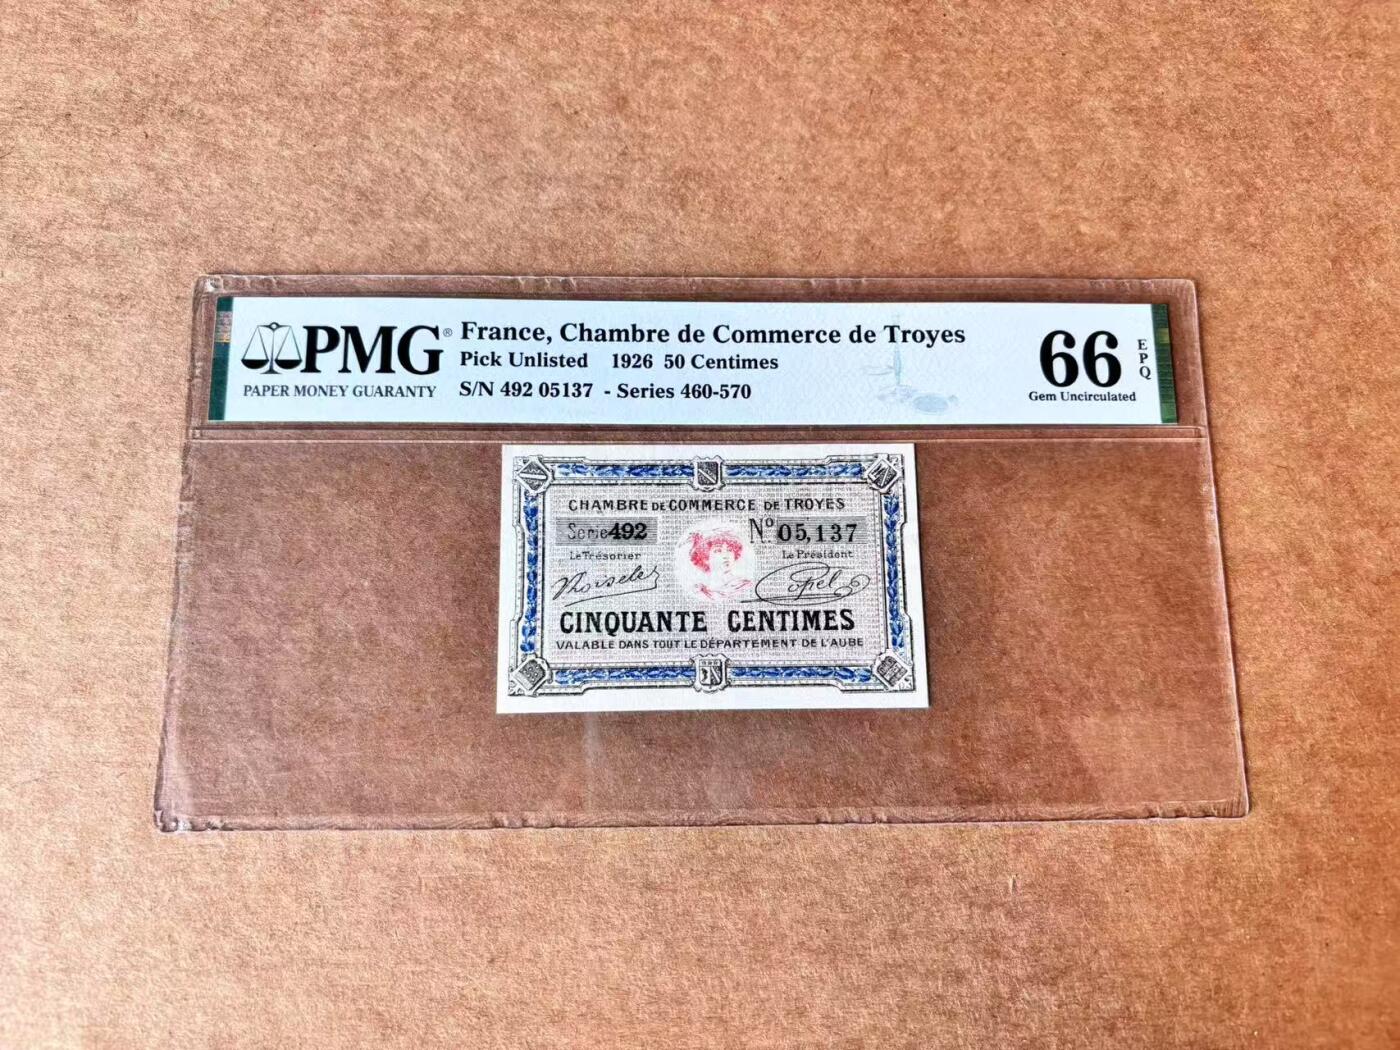 PMG®
PAPER MONEY GUARANTY
France, Chambre de Commerce de Troyes
Pick Unlisted 1926 50 Centimes
S/N 492 05137 - Series 460-570
66
EPQ
Gem Uncirculated
CHAMBRE DE COMMERCE DE TROYES
Série 492
Nº 05,137
Le Trésorier
Le Président
CINQUANTE CENTIMES
VALABLE DANS TOUT LE DÉPARTEMENT DE L'AUBE